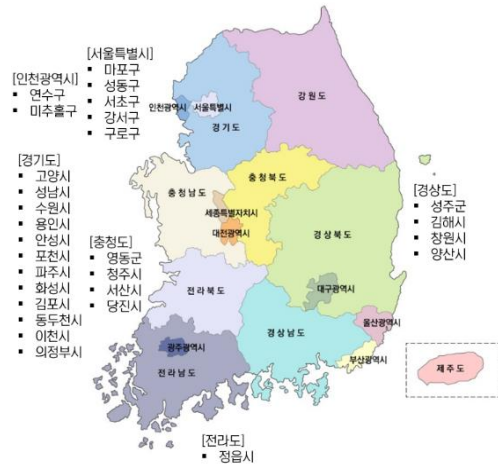 [서울특별시]
▪ 마포구
▪ 성동구
▪ 서초구
▪ 강서구
▪ 구로구
[인천광역시]
▪ 연수구
▪ 미추홀구
[경기도]
▪ 고양시
▪ 성남시
▪ 수원시
▪ 용인시
▪ 안성시
▪ 포천시
▪ 파주시
▪ 화성시
▪ 김포시
▪ 동두천시
▪ 이천시
▪ 의정부시
[충청도]
▪ 영동군
▪ 청주시
▪ 서산시
▪ 당진시
[경상도]
▪ 성주군
▪ 김해시
▪ 창원시
▪ 양산시
[전라도]
▪ 정읍시
인천광역시
서울특별시
경기도
강원도
충청남도
충청북도
세종특별자치시
대전광역시
경상북도
전라북도
대구광역시
울산광역시
경상남도
부산광역시
광주광역시
전라남도
제주도